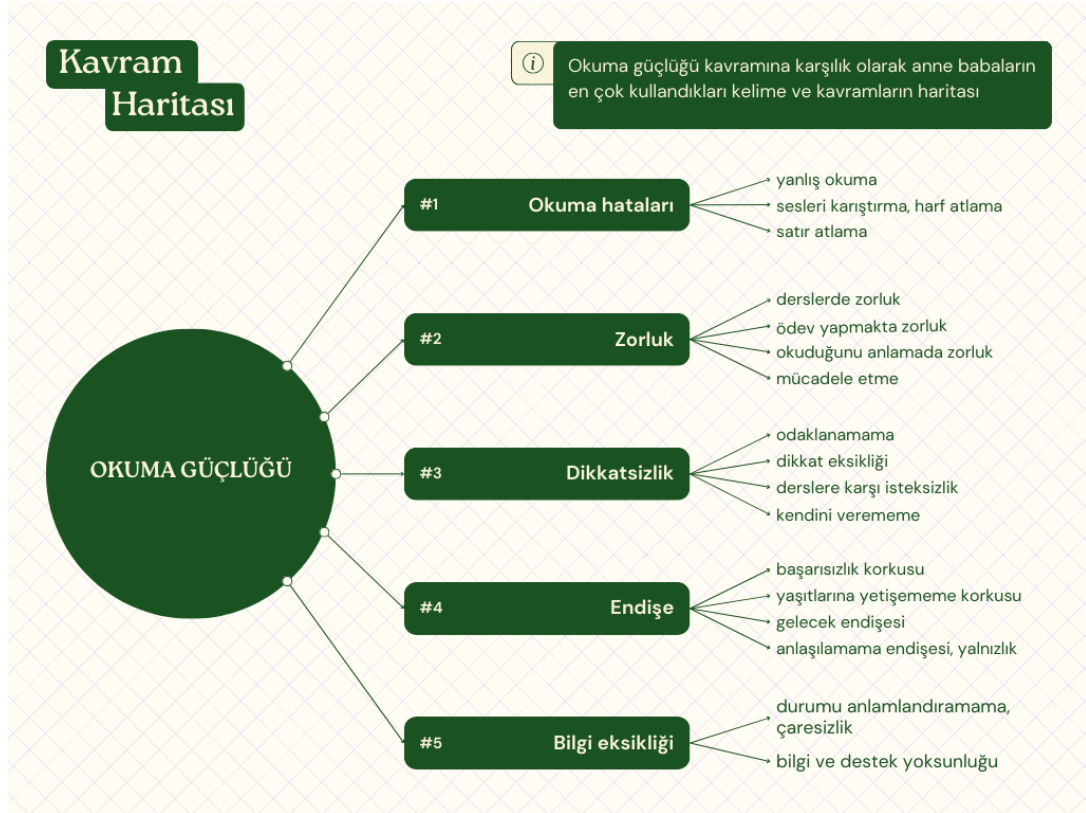 Kavram
Haritası
i
Okuma güçlüğü kavramına karşılık olarak anne babaların
en çok kullandıkları kelime ve kavramların haritası
OKUMA GÜÇLÜĞÜ
#1 Okuma hataları
yanlış okuma
sesleri karıştırma, harf atlama
satır atlama
#2 Zorluk
derslerde zorluk
ödev yapmakta zorluk
okuduğunu anlamada zorluk
mücadele etme
#3 Dikkatsizlik
odaklanamama
dikkat eksikliği
derslere karşı isteksizlik
kendini verememe
#4 Endişe
başarısızlık korkusu
yaşıtlarına yetişememe korkusu
gelecek endişesi
anlaşılamama endişesi, yalnızlık
#5 Bilgi eksikliği
durumu anlamlandıramama,
çaresizlik
bilgi ve destek yoksunluğu